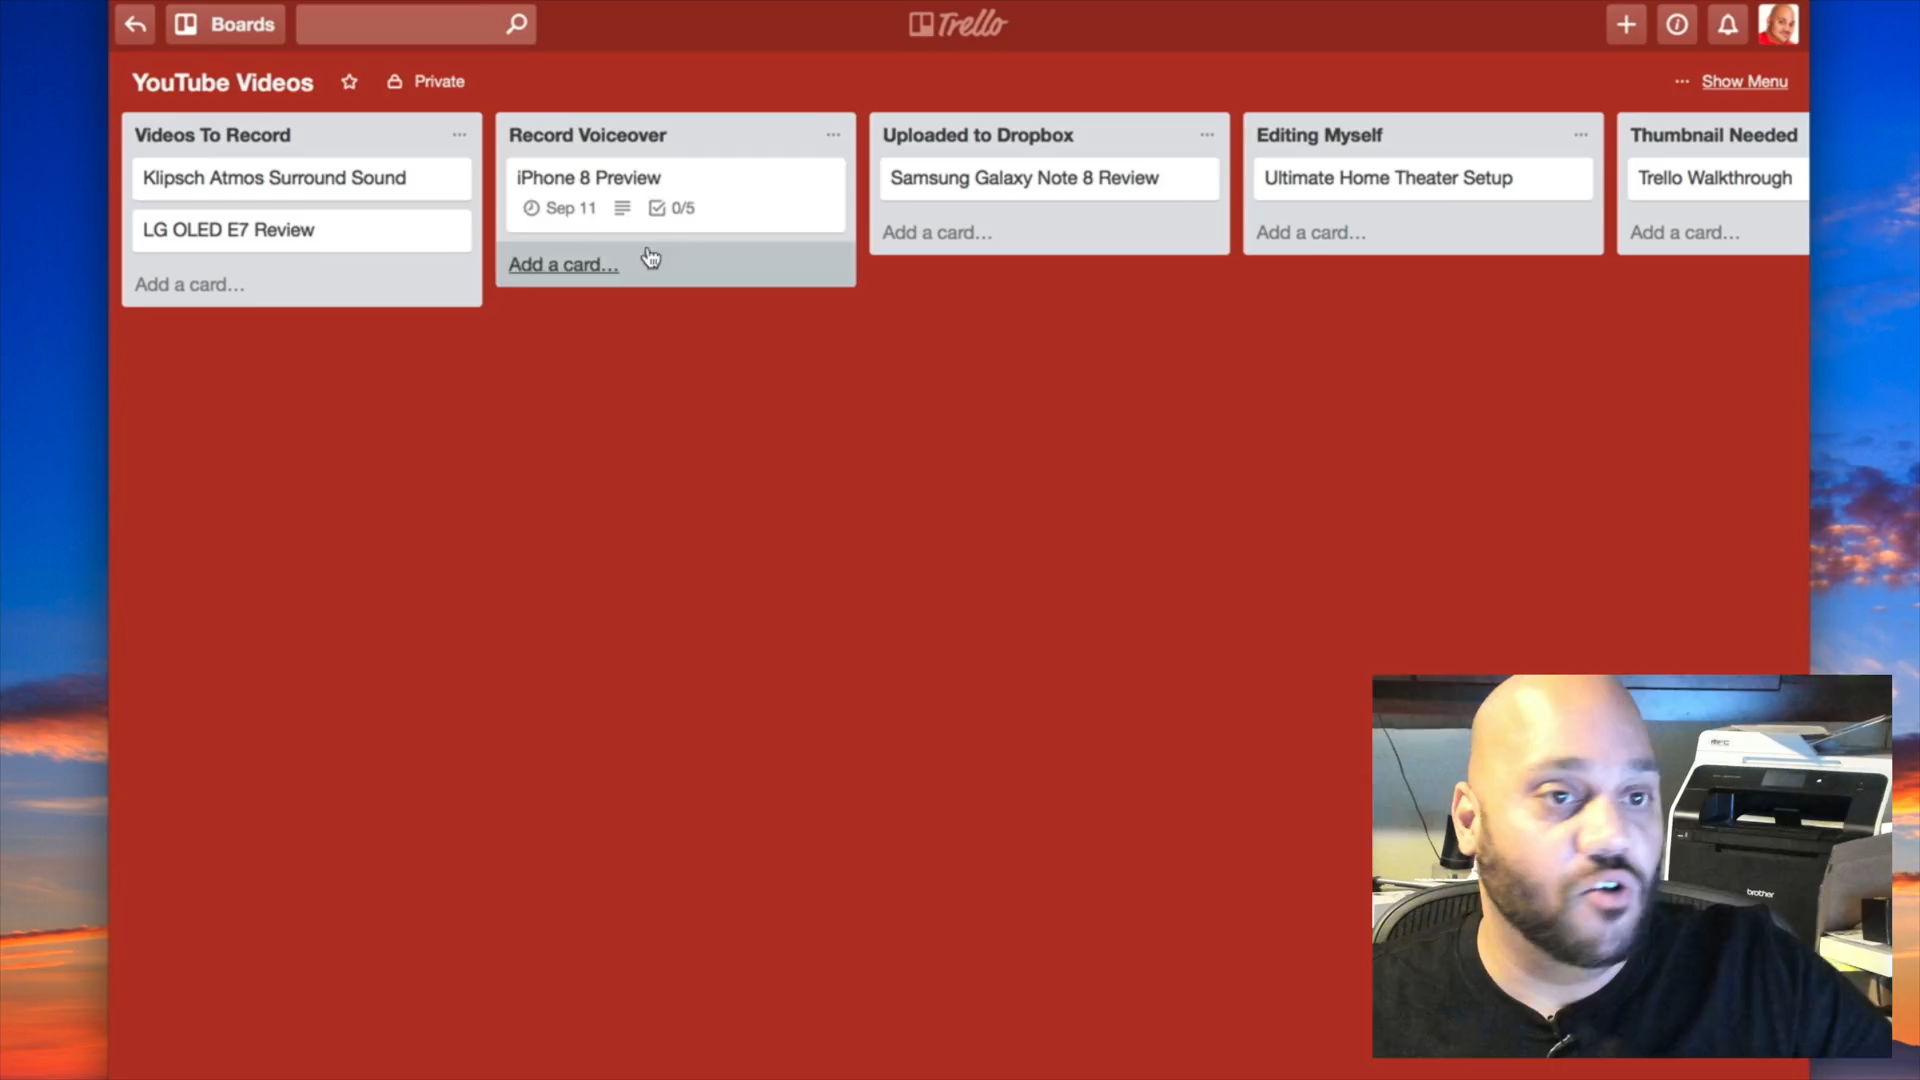 Boards
Trello
YouTube Videos
Private
Show Menu
Videos To Record
Klipsch Atmos Surround Sound
LG OLED E7 Review
Add a card...
Record Voiceover
iPhone 8 Preview
Sep 11 0/5
Add a card...
Uploaded to Dropbox
Samsung Galaxy Note 8 Review
Add a card...
Editing Myself
Ultimate Home Theater Setup
Add a card...
Thumbnail Needed
Trello Walkthrough
Add a card...
MFC
brother